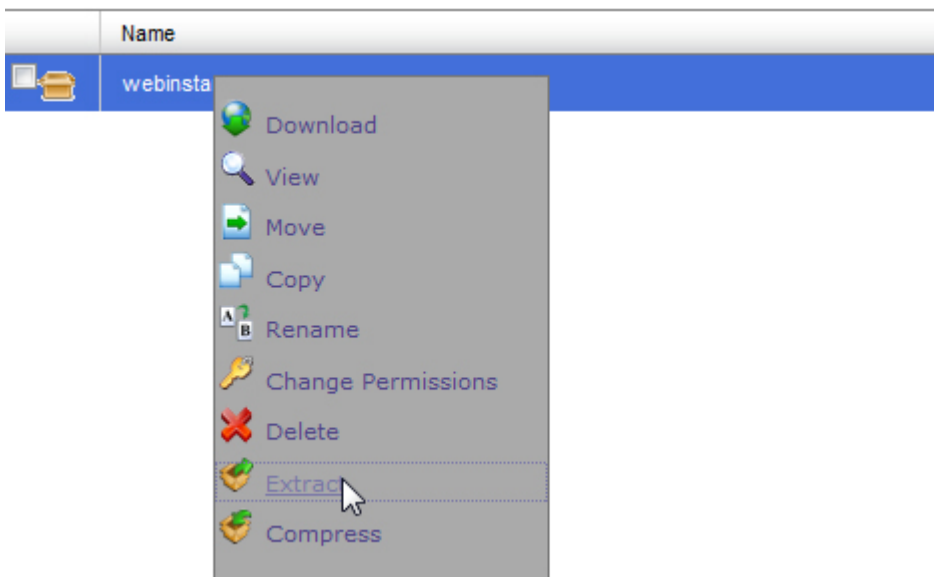 Name
webinsta
Download
View
Move
Copy
A B
Rename
Change Permissions
Delete
Extract
Compress